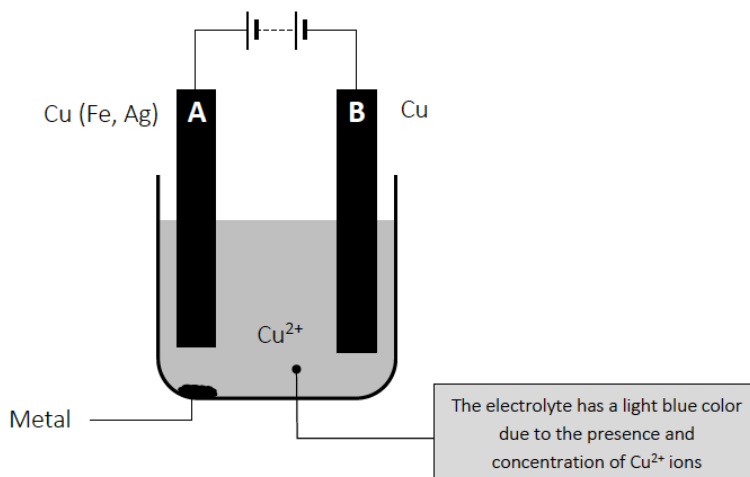 Cu (Fe, Ag)
A
B
Cu
Cu²⁺
Metal
The electrolyte has a light blue color
due to the presence and
concentration of Cu²⁺ ions